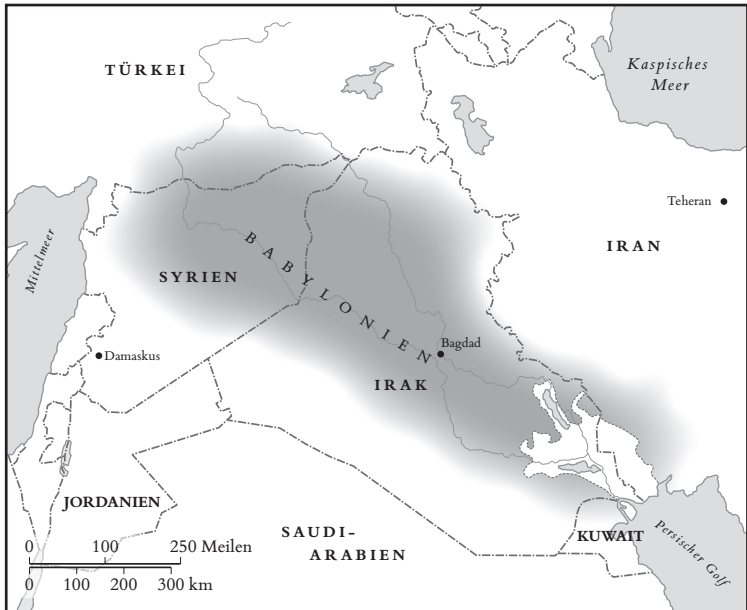 TÜRKEI
Kaspisches
Meer
Teheran
IRAN
Mittelmeer
SYRIEN
BABYLONIEN
Damaskus
Bagdad
IRAK
JORDANIEN
SAUDI-
ARABIEN
KUWAIT
Persischer Golf
0 100 250 Meilen
0 100 200 300 km